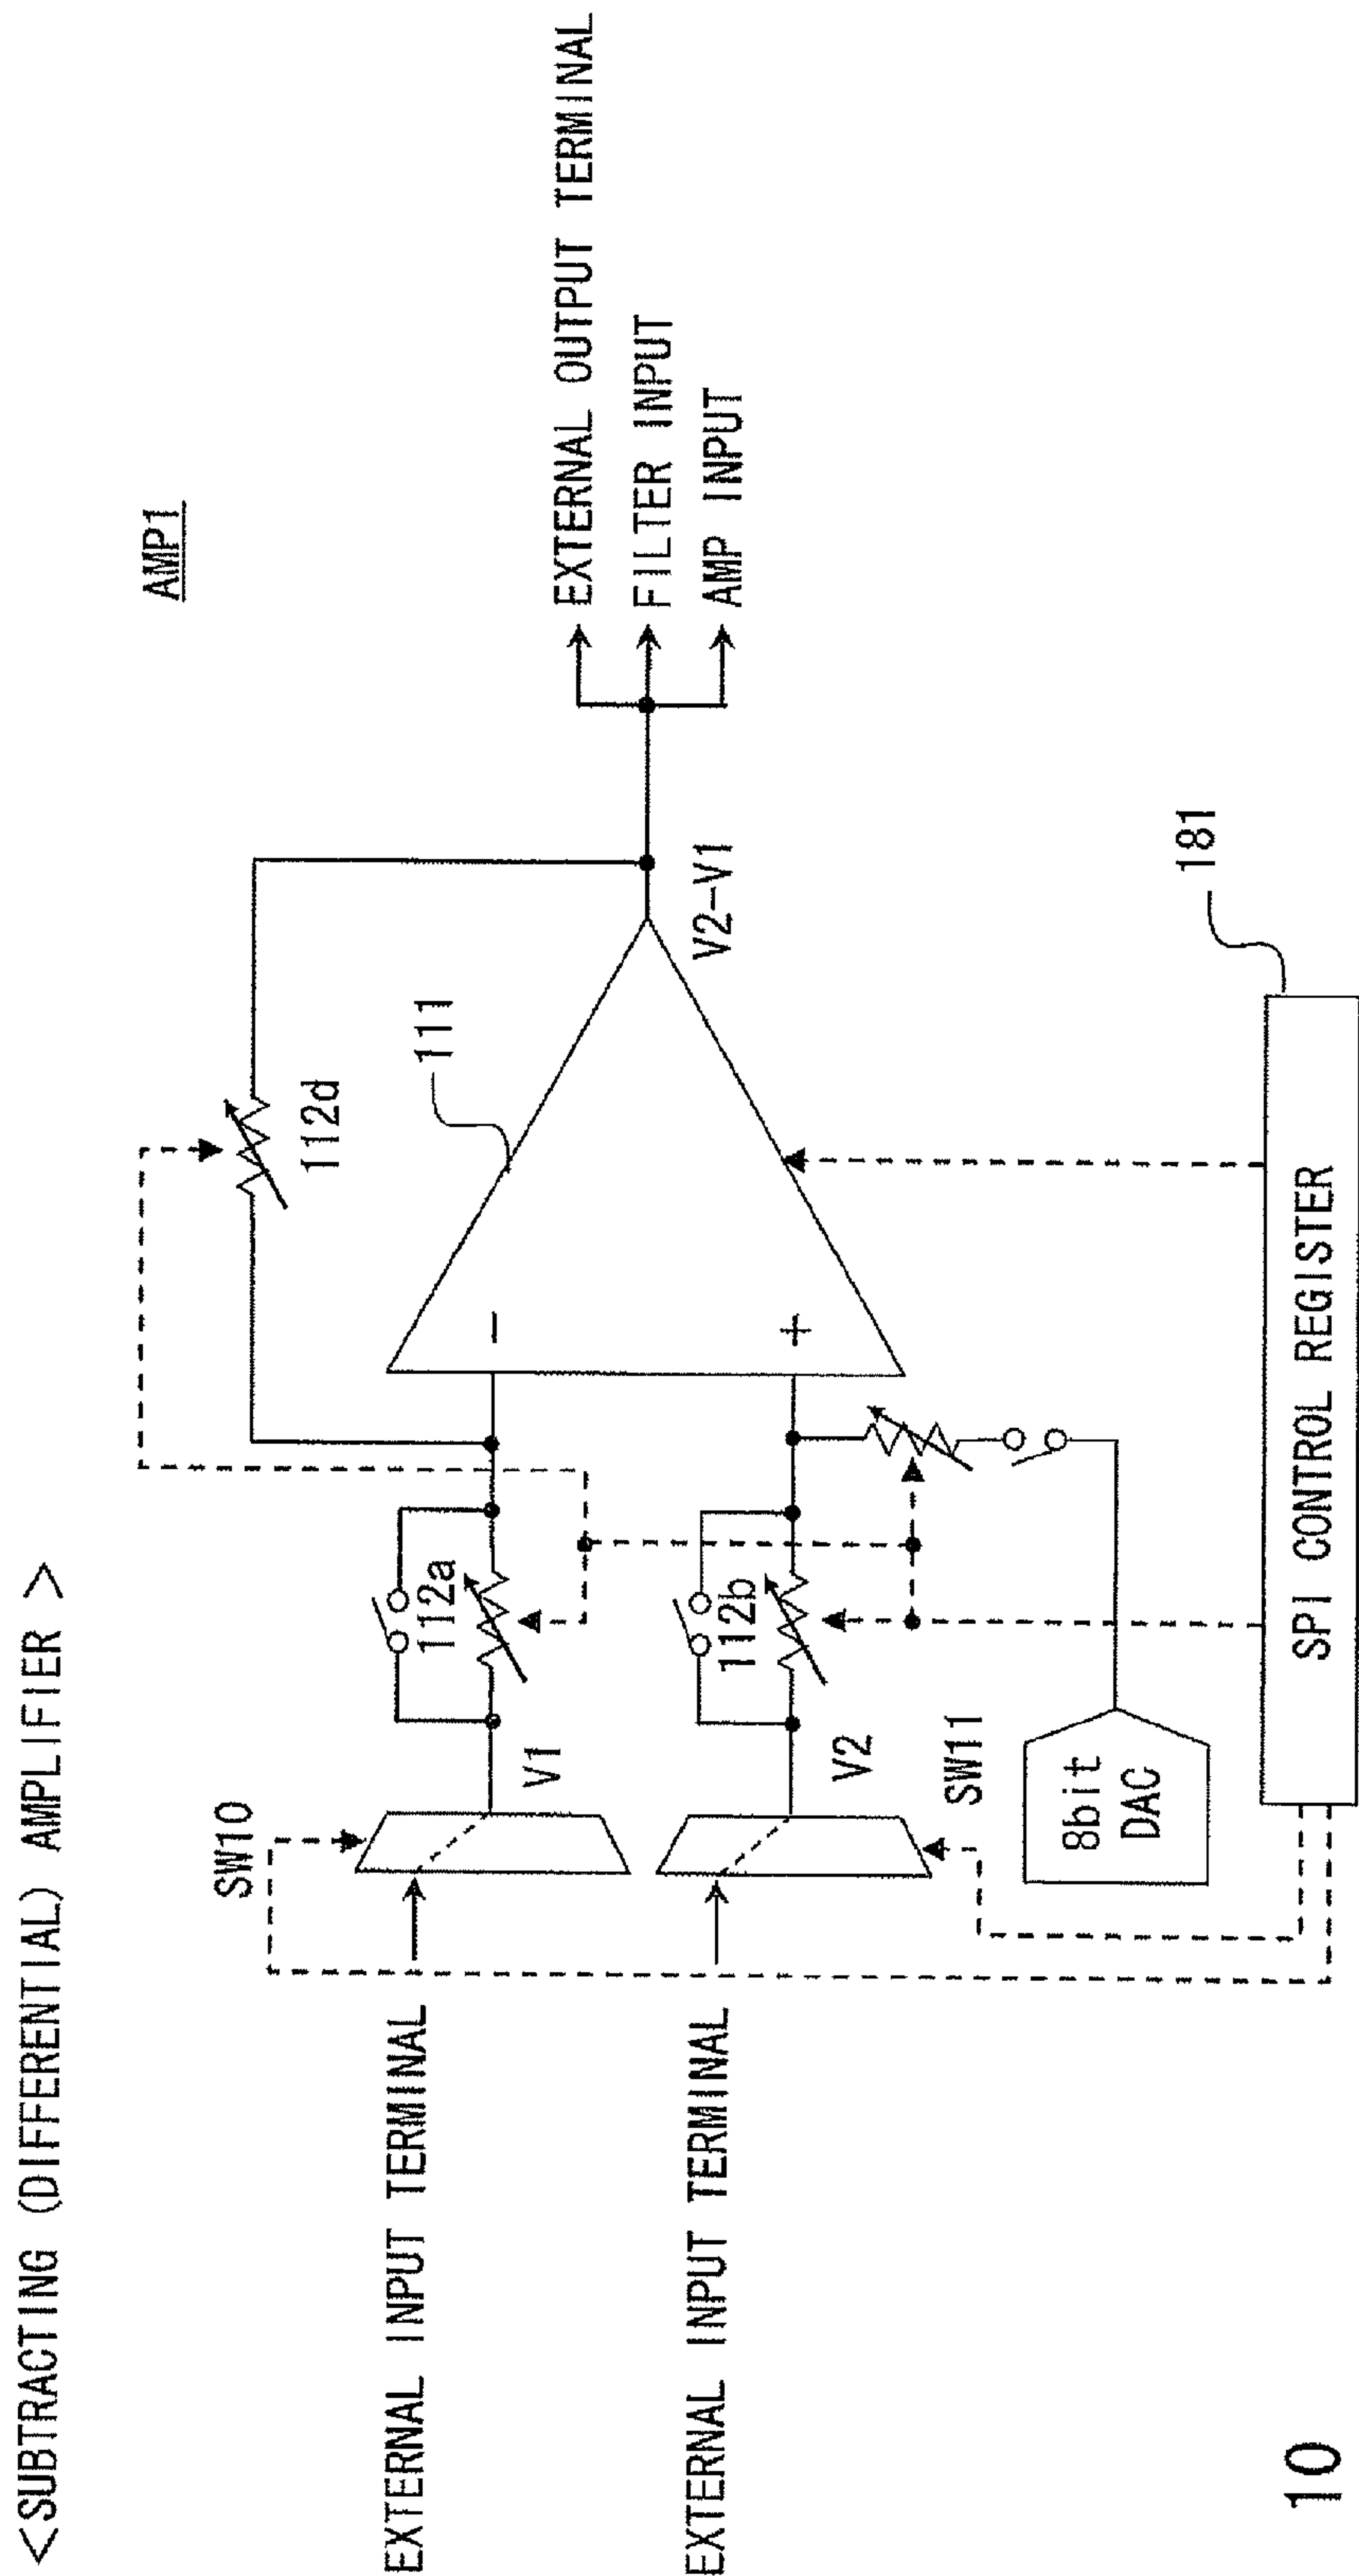 <SUBTRACTING (DIFFERENTIAL) AMPLIFIER >
AMP1
SW10
112d
EXTERNAL INPUT TERMINAL
V1
112a
−
111
EXTERNAL OUTPUT TERMINAL
FILTER INPUT
AMP INPUT
V2-V1
EXTERNAL INPUT TERMINAL
V2
112b
+
SW11
8bit
DAC
181
SPI CONTROL REGISTER
10